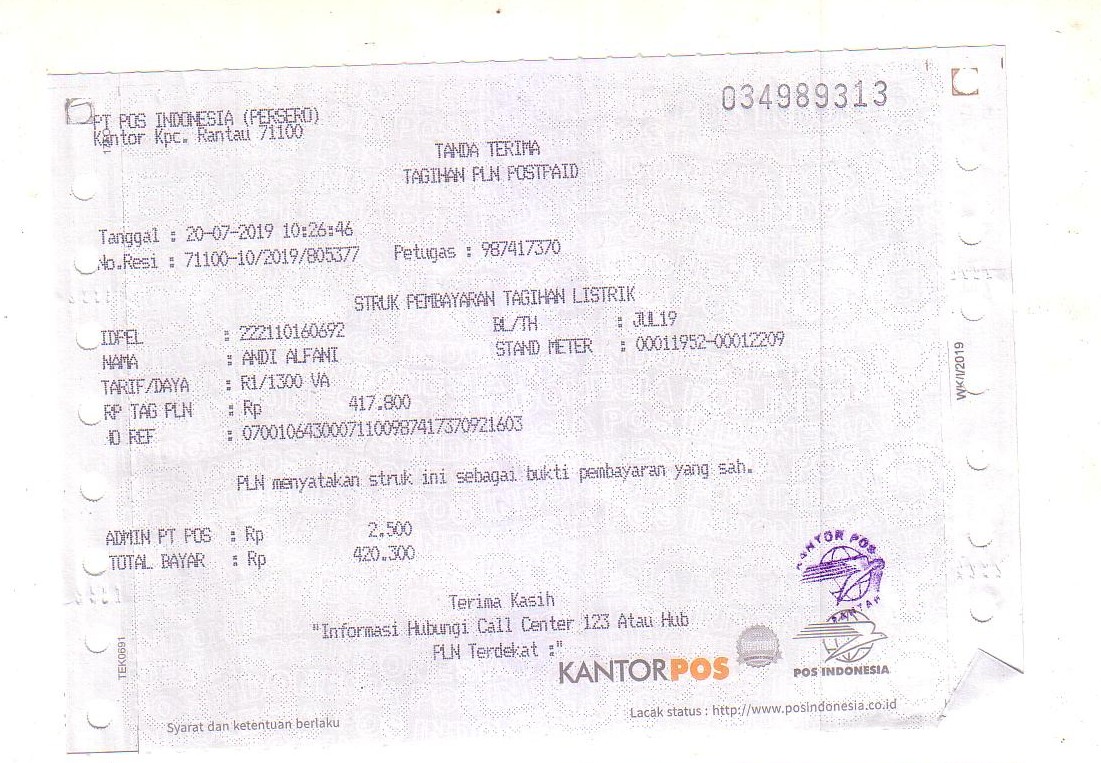 034989313
PT POS INDONESIA (PERSERO)
Kantor Kpc. Rantau 71100
TANDA TERIMA
TAGIHAN PLN POSTPAID
Tanggal : 20-07-2019 10:26:46
No.Resi : 71100-10/2019/805377 Petugas : 987417370
STRUK PEMBAYARAN TAGIHAN LISTRIK
IDPEL : 222110160692 BL/TH : JUL19
NAMA : ANDI ALFANI STAND METER : 00011952-00012209
TARIF/DAYA : R1/1300 VA
RP TAG PLN : Rp 417.800
ID REF : 07001064300071100987417370921603
WK/I/2019
PLN menyatakan struk ini sebagai bukti pembayaran yang sah.
ADMIN PT POS : Rp 2.500
TOTAL BAYAR : Rp 420.300
KANTOR POS
RANTAU
Terima Kasih
"Informasi Hubungi Call Center 123 Atau Hub
PLN Terdekat :"
TEK0691
KANTORPOS
POS INDONESIA
Syarat dan ketentuan berlaku
Lacak status : http://www.posindonesia.co.id